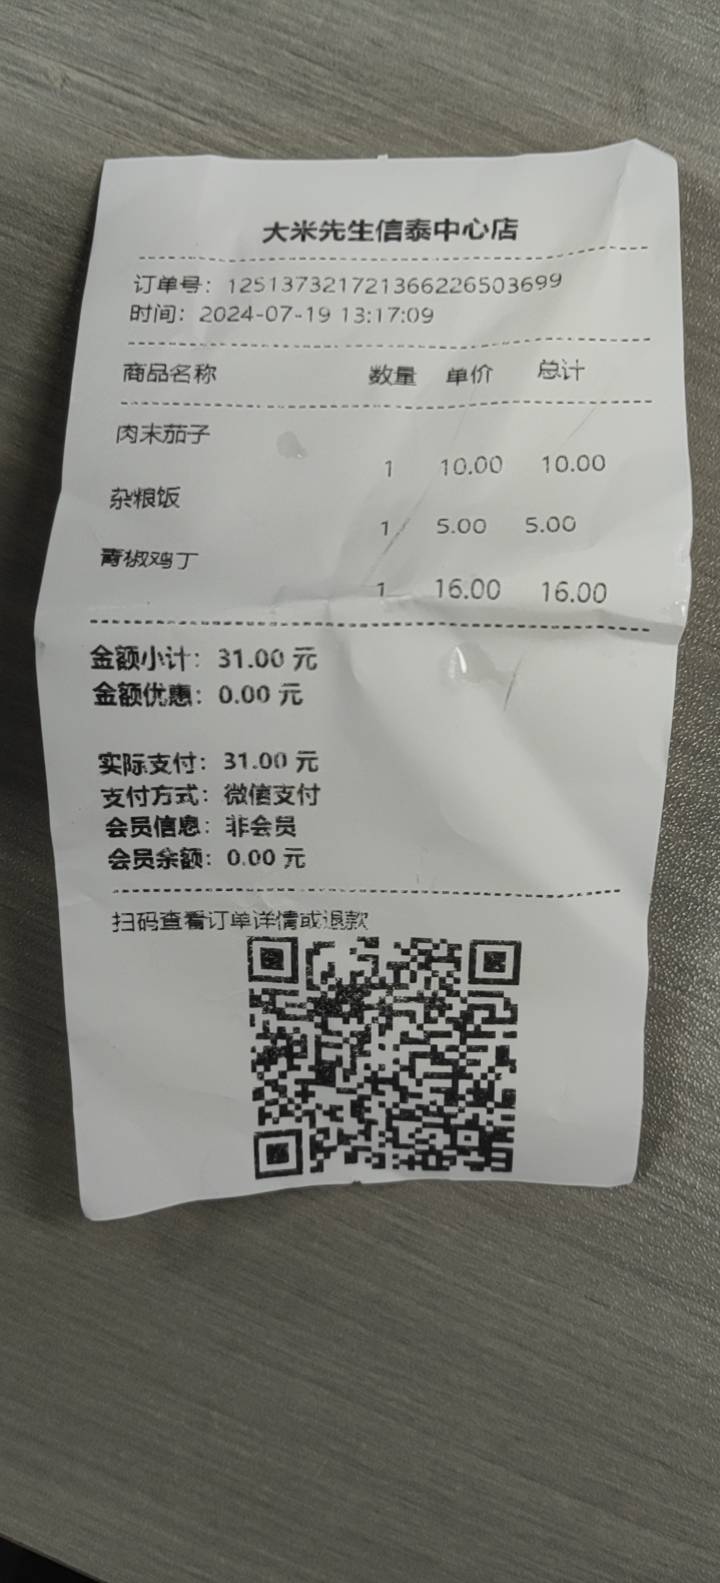 大米先生信泰中心店
订单号：1251373217213662265036​99
时间：2024-07-19 13:17:09
商品名称 数量 单价 总计
肉末茄子
1 10.00 10.00
杂粮饭
1 5.00 5.00
青椒鸡丁
1 16.00 16.00
金额小计：31.00 元
金额优惠：0.00 元
实际支付：31.00 元
支付方式：微信支付
会员信息：非会员
会员余额：0.00 元
扫码查看订单详情或退款